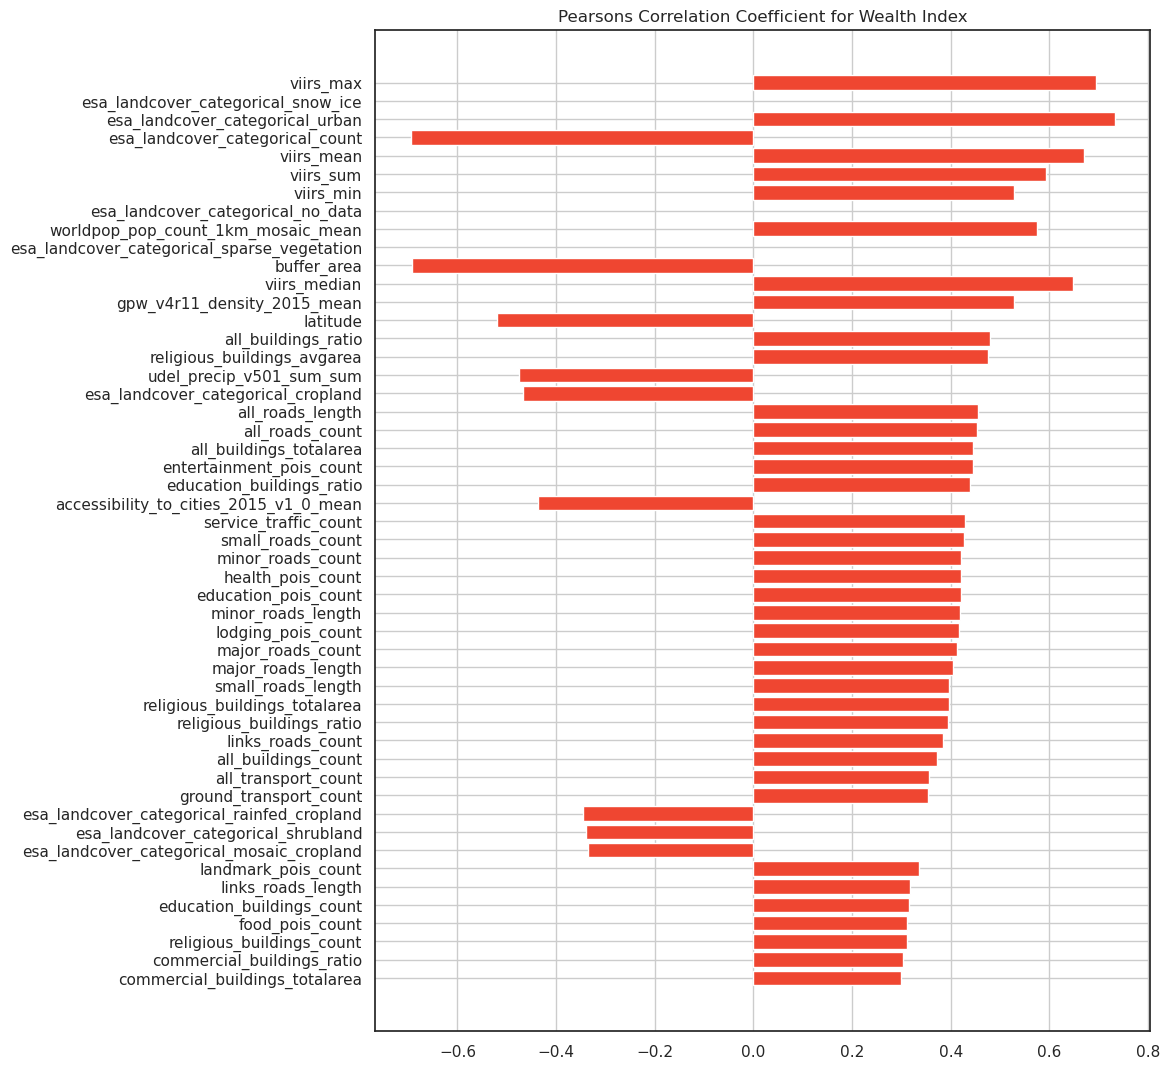 Pearsons Correlation Coefficient for Wealth Index
viirs_max
esa_landcover_categorical_snow_ice
esa_landcover_categorical_urban
esa_landcover_categorical_count
viirs_mean
viirs_sum
viirs_min
esa_landcover_categorical_no_data
worldpop_pop_count_1km_mosaic_mean
esa_landcover_categorical_sparse_vegetation
buffer_area
viirs_median
gpw_v4r11_density_2015_mean
latitude
all_buildings_ratio
religious_buildings_avgarea
udel_precip_v501_sum_sum
esa_landcover_categorical_cropland
all_roads_length
all_roads_count
all_buildings_totalarea
entertainment_pois_count
education_buildings_ratio
accessibility_to_cities_2015_v1_0_mean
service_traffic_count
small_roads_count
minor_roads_count
health_pois_count
education_pois_count
minor_roads_length
lodging_pois_count
major_roads_count
major_roads_length
small_roads_length
religious_buildings_totalarea
religious_buildings_ratio
links_roads_count
all_buildings_count
all_transport_count
ground_transport_count
esa_landcover_categorical_rainfed_cropland
esa_landcover_categorical_shrubland
esa_landcover_categorical_mosaic_cropland
landmark_pois_count
links_roads_length
education_buildings_count
food_pois_count
religious_buildings_count
commercial_buildings_ratio
commercial_buildings_totalarea
−0.6 −0.4 −0.2 0.0 0.2 0.4 0.6 0.8